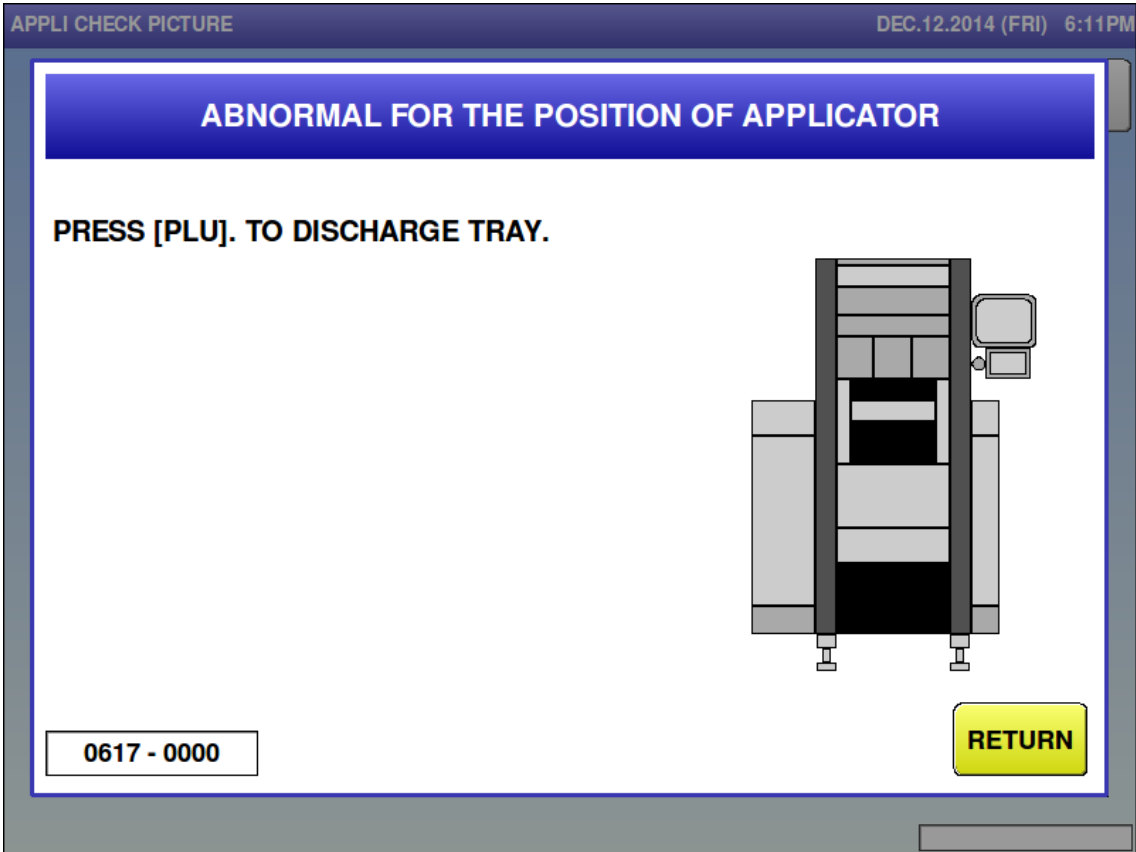 APPLI CHECK PICTURE DEC.12.2014 (FRI) 6:11PM
ABNORMAL FOR THE POSITION OF APPLICATOR
PRESS [PLU]. TO DISCHARGE TRAY.
RETURN
0617 - 0000